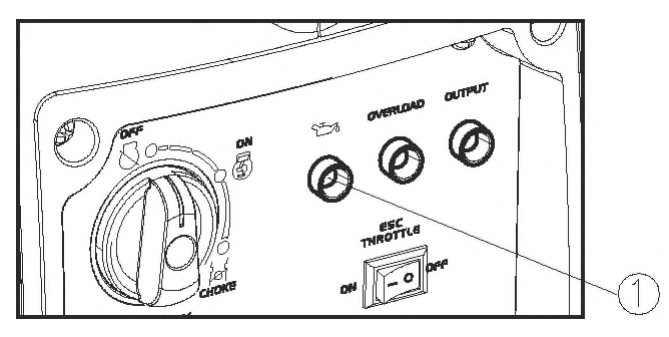 OFF
ON
OVERLOAD
OUTPUT
ESC
THROTTLE
ON
OFF
CHOKE
1